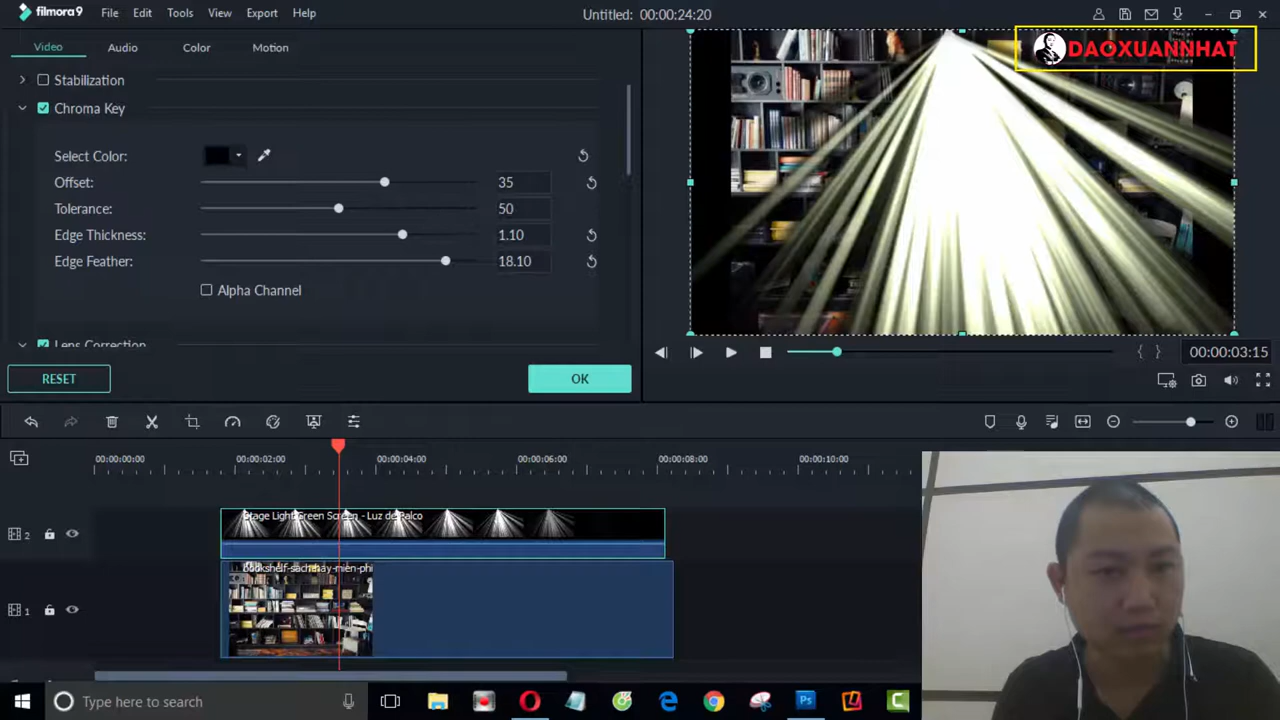 filmora9 File Edit Tools View Export Help Untitled: 00:00:24:20
DAOXUANNHAT
Video Audio Color Motion
Stabilization
Chroma Key
Select Color:
Offset: 35
Tolerance: 50
Edge Thickness: 1.10
Edge Feather: 18.10
Alpha Channel
Lens Correction
RESET OK
00:00:03:15
00:00:00:00 00:00:02:00 00:00:04:00 00:00:06:00 00:00:08:00 00:00:10:00
Stage Light Green Screen - Luz de Palco
2
bookshelf-sachchay-mien-phi
1
Type here to search
Ps